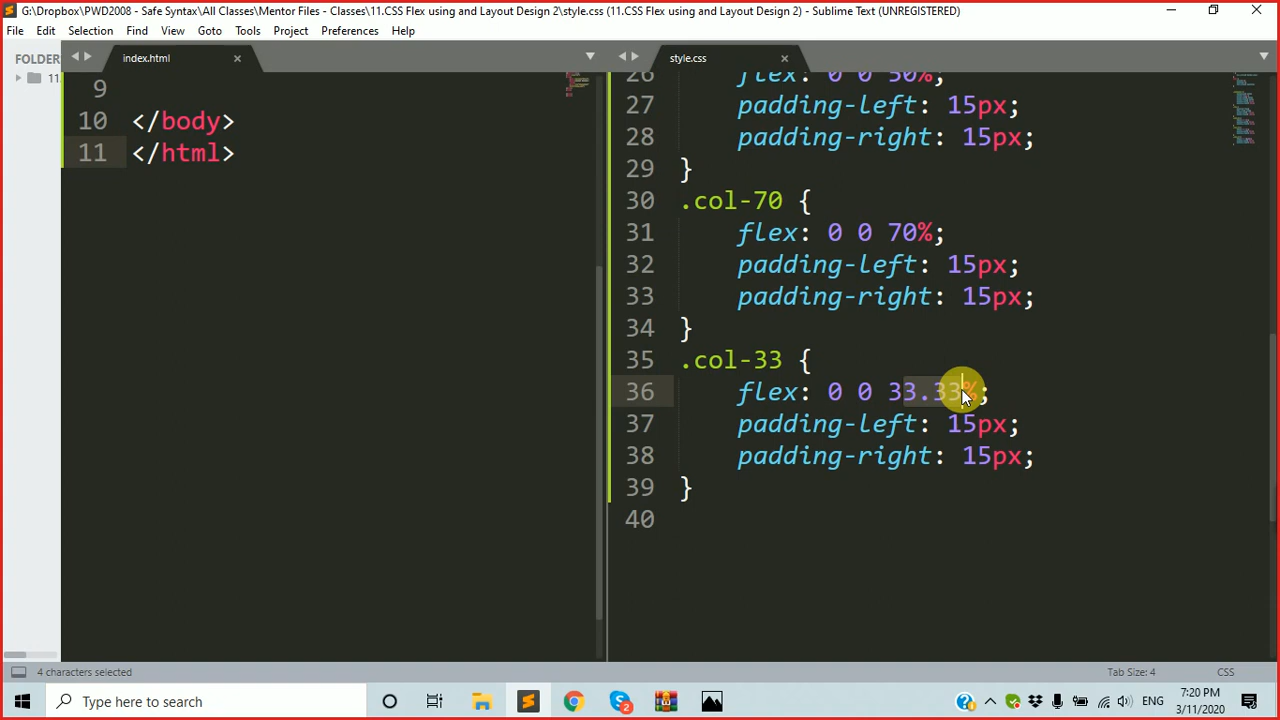 G:\Dropbox\PWD2008 - Safe Syntax\All Classes\Mentor Files - Classes\11.CSS Flex using and Layout Design 2\style.css (11.CSS Flex using and Layout Design 2) - Sublime Text (UNREGISTERED)
File Edit Selection Find View Goto Tools Project Preferences Help
FOLDER
11.
index.html
9
10 </body>
11 </html>
style.css
26 flex: 0 0 50%;
27 padding-left: 15px;
28 padding-right: 15px;
29 }
30 .col-70 {
31 flex: 0 0 70%;
32 padding-left: 15px;
33 padding-right: 15px;
34 }
35 .col-33 {
36 flex: 0 0 33.33%;
37 padding-left: 15px;
38 padding-right: 15px;
39 }
40
4 characters selected Tab Size: 4 CSS
Type here to search
2
ENG
7:20 PM
3/11/2020